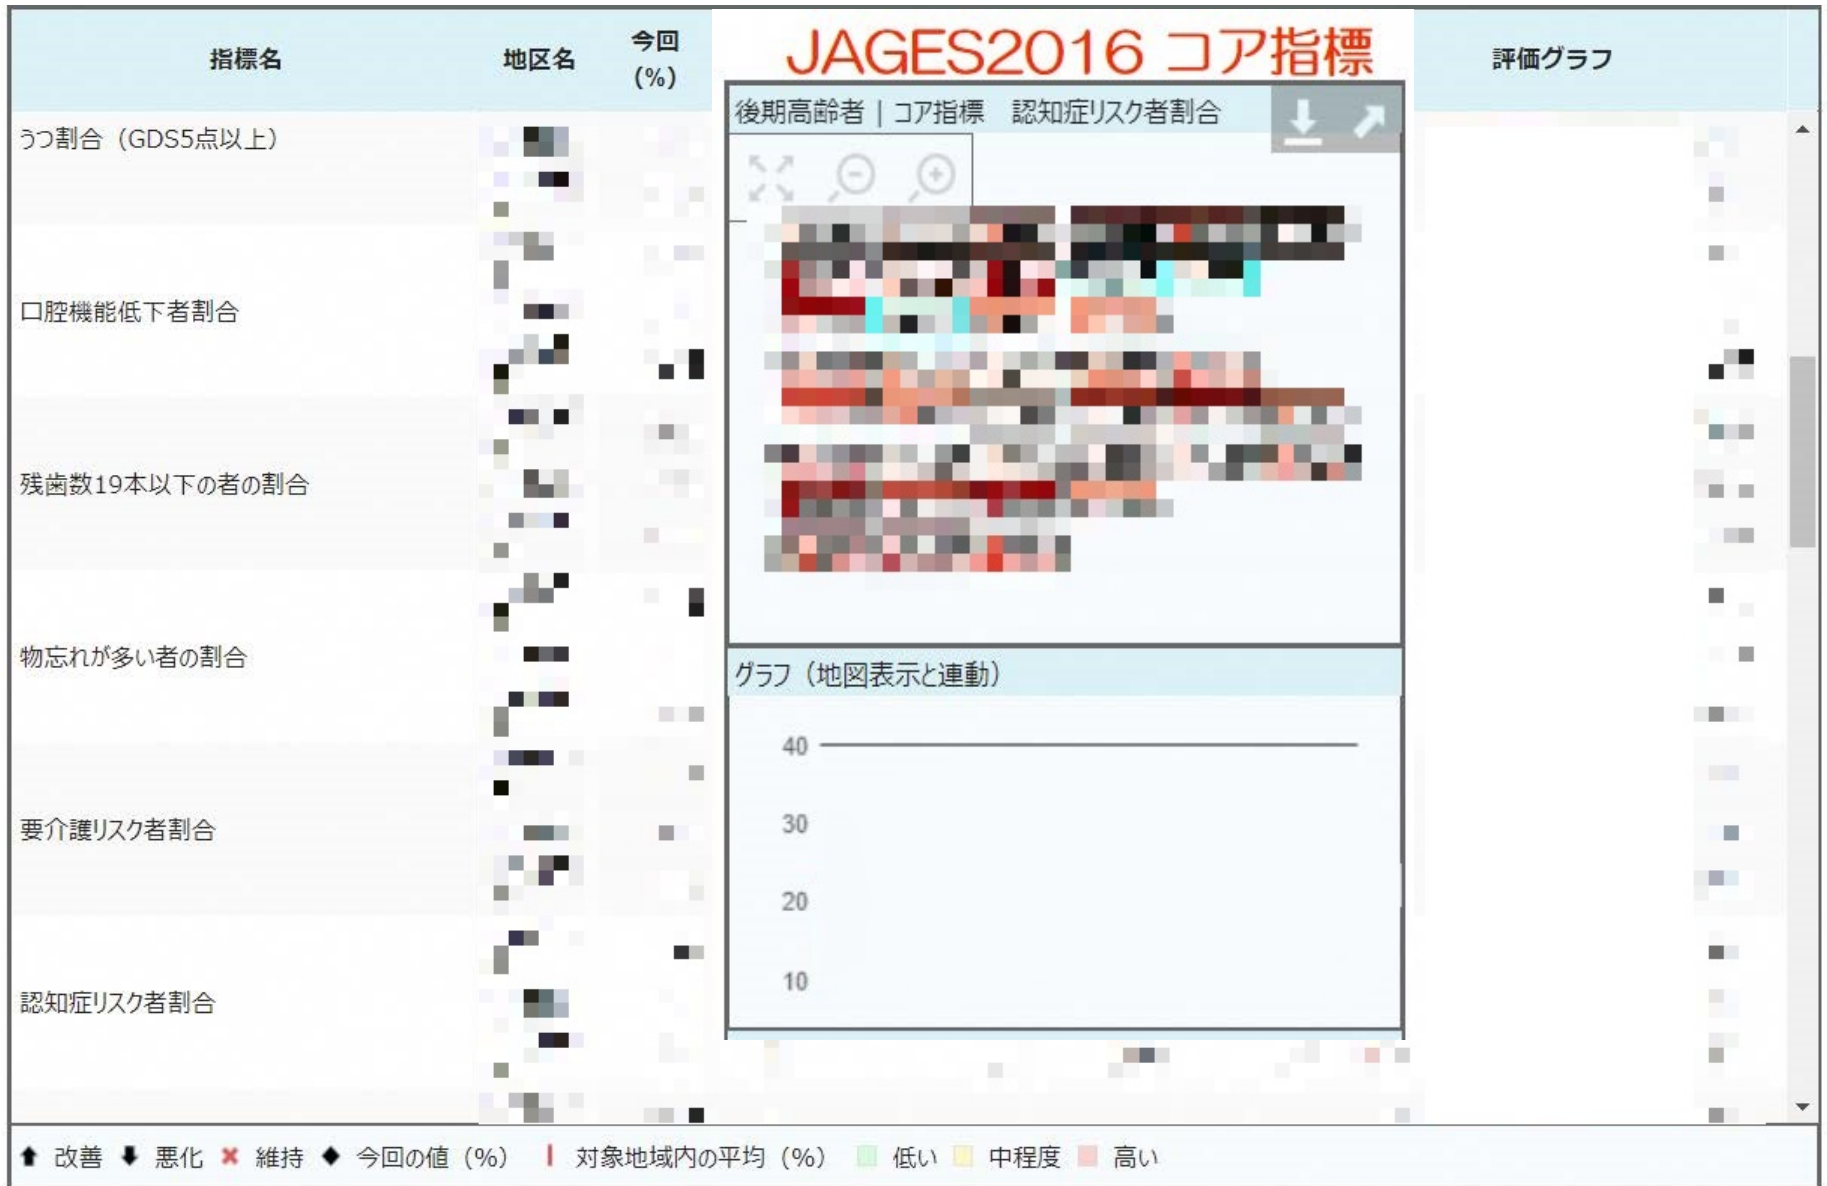 指標名
地区名
今回
(%)
JAGES2016 コア指標
評価グラフ
後期高齢者 | コア指標　認知症リスク者割合
うつ割合（GDS5点以上）
口腔機能低下者割合
残歯数19本以下の者の割合
物忘れが多い者の割合
要介護リスク者割合
認知症リスク者割合
グラフ（地図表示と連動）
40
30
20
10
改善 悪化 維持 今回の値（%） 対象地域内の平均（%） 低い 中程度 高い